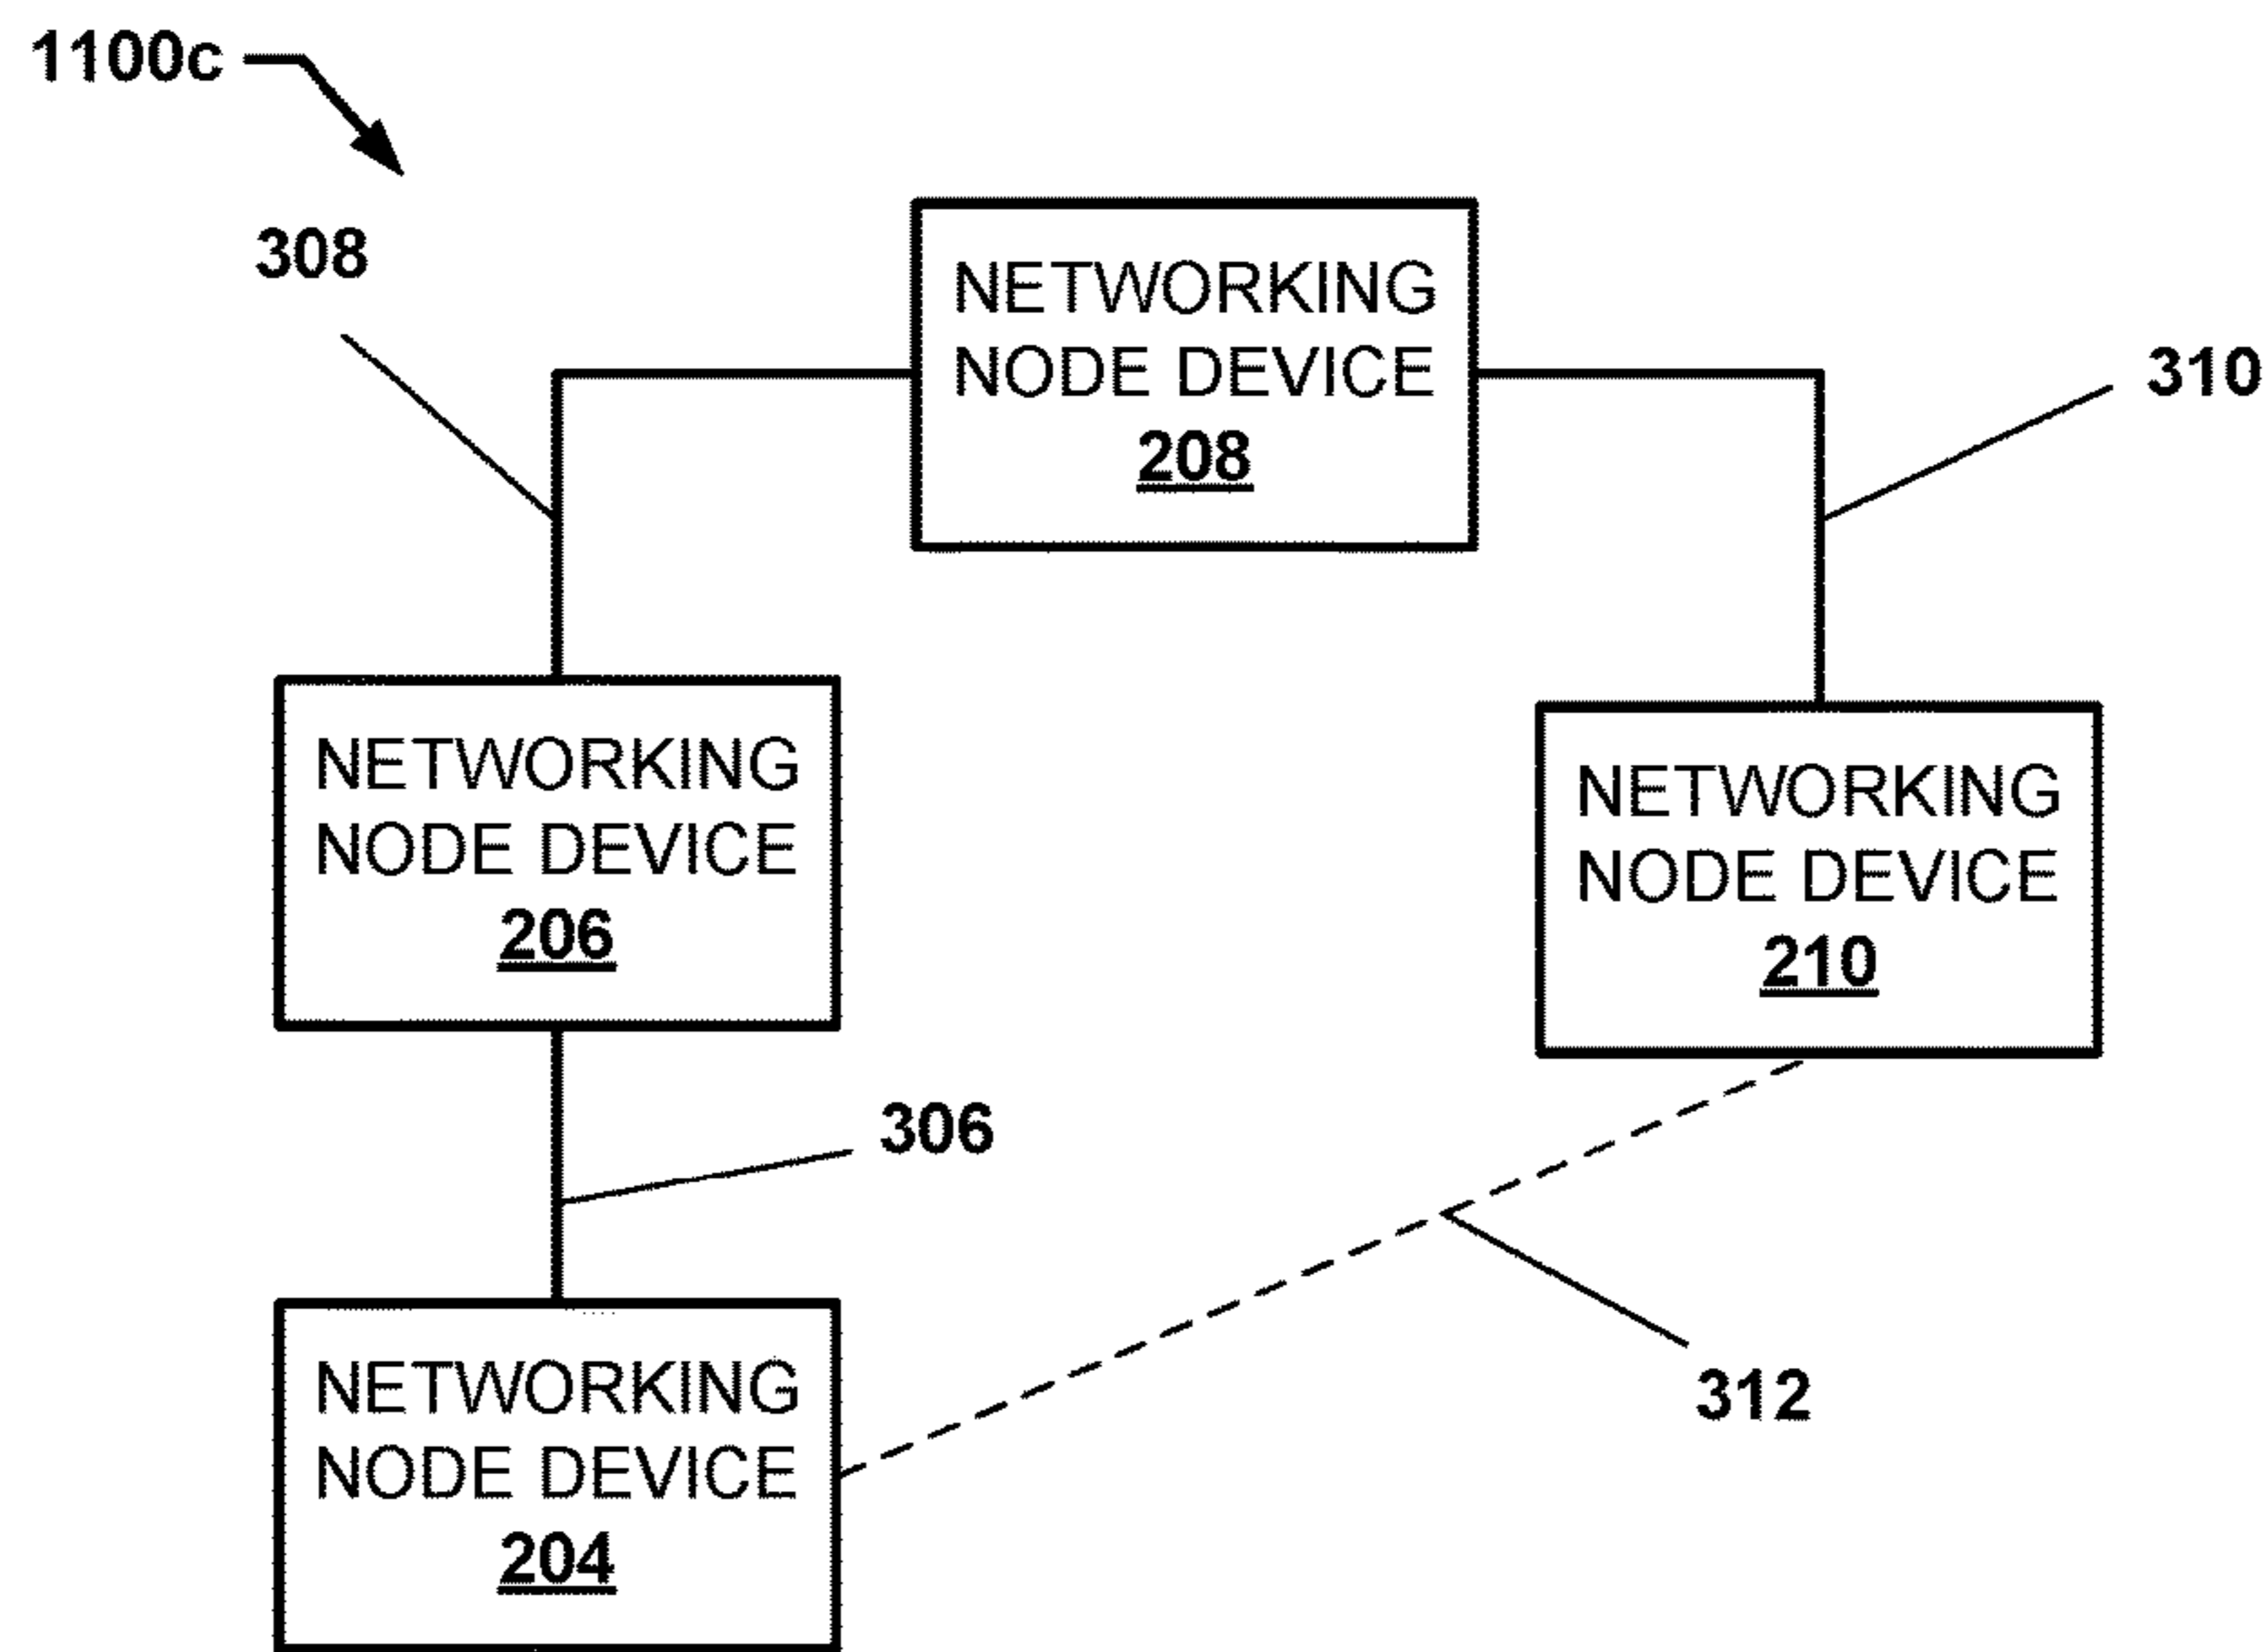 1100c
308
NETWORKING
NODE DEVICE
208
310
NETWORKING
NODE DEVICE
206
NETWORKING
NODE DEVICE
210
306
312
NETWORKING
NODE DEVICE
204